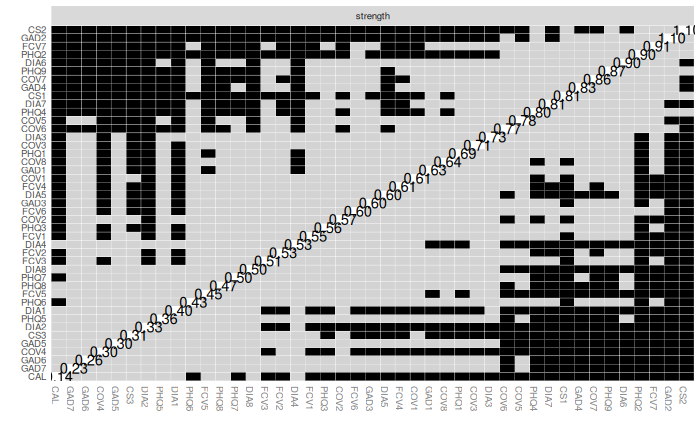 strength
CS2 1.10
GAD2 1.10
FCV7 0.91
PHQ2 0.90
DIA6 0.90
PHQ9 0.87
COV7 0.86
GAD4 0.83
CS1 0.81
DIA7 0.81
PHQ4 0.80
COV5 0.78
COV6 0.77
DIA3 0.73
COV3 0.71
PHQ1 0.69
COV8 0.64
GAD1 0.63
COV1 0.61
FCV4 0.61
DIA5 0.60
GAD3 0.60
FCV6 0.60
COV2 0.57
PHQ3 0.56
FCV1 0.55
DIA4 0.53
FCV2 0.53
FCV3 0.51
DIA8 0.50
PHQ7 0.50
PHQ8 0.47
FCV5 0.45
PHQ6 0.43
DIA1 0.40
PHQ5 0.36
DIA2 0.33
CS3 0.31
GAD5 0.30
COV4 0.30
GAD6 0.26
GAD7 0.23
CAL 0.14
CAL GAD7 GAD6 COV4 GAD5 CS3 DIA2 PHQ5 DIA1 PHQ6 FCV5 PHQ8 PHQ7 DIA8 FCV3 FCV2 DIA4 FCV1 PHQ3 COV2 FCV6 GAD3 DIA5 FCV4 COV1 GAD1 COV8 PHQ1 COV3 DIA3 COV6 COV5 PHQ4 DIA7 CS1 GAD4 COV7 PHQ9 DIA6 PHQ2 FCV7 GAD2 CS2